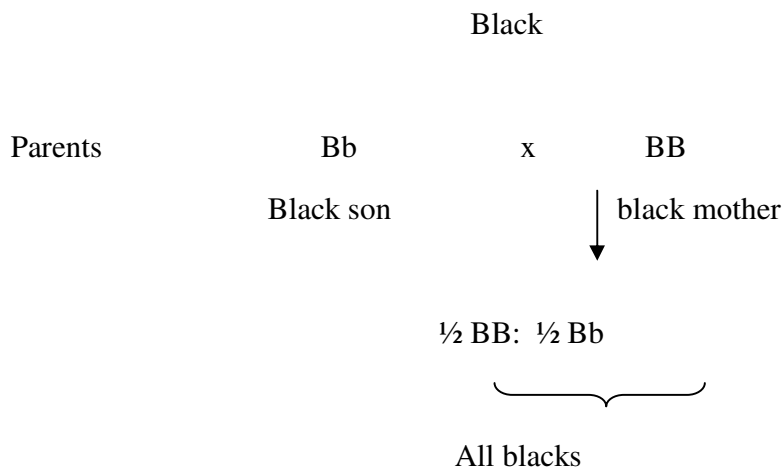 Black
Parents Bb x BB
Black son black mother
½ BB: ½ Bb
All blacks